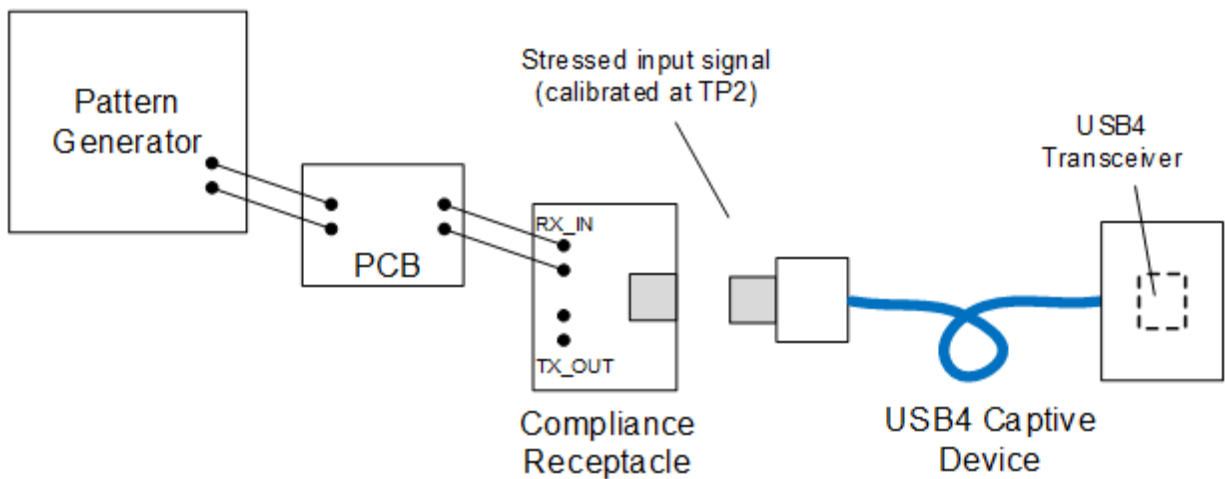 Pattern
Generator
PCB
RX_IN
TX_OUT
Compliance
Receptacle
Stressed input signal
(calibrated at TP2)
USB4
Transceiver
USB4 Captive
Device